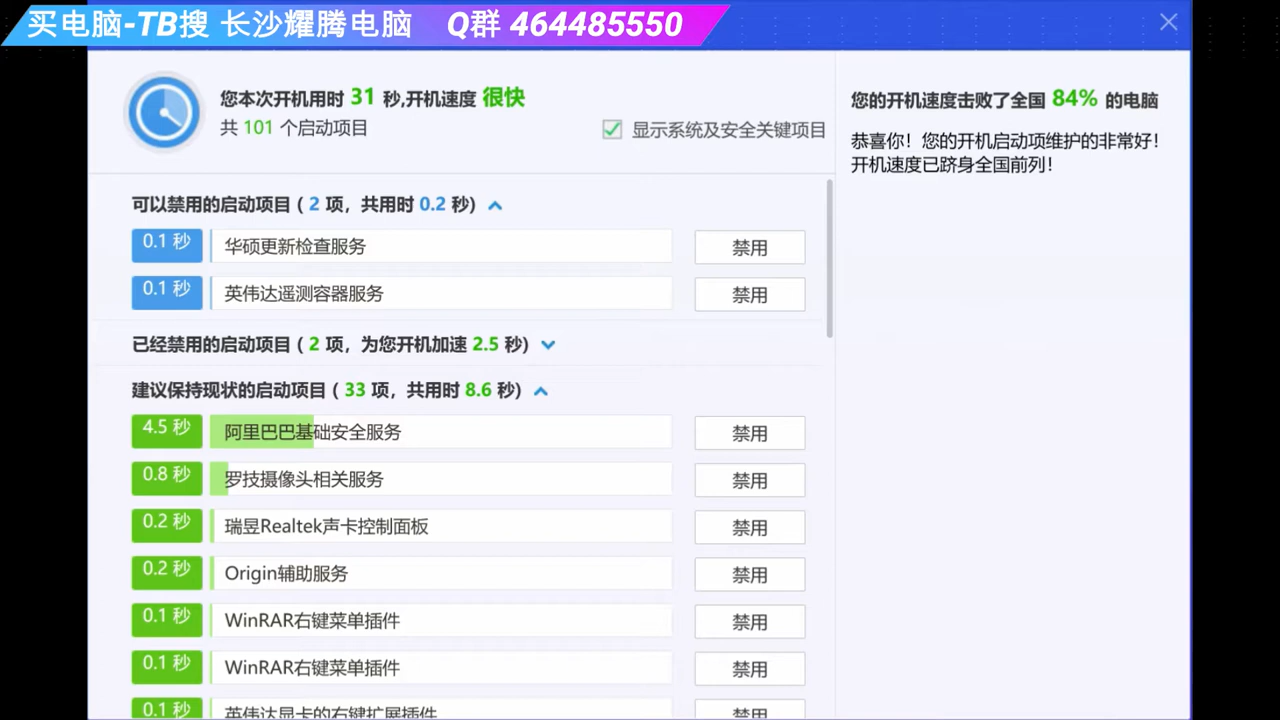 买电脑-TB搜 长沙耀腾电脑 Q群 464485550
您本次开机用时 31 秒,开机速度 很快
共 101 个启动项目
显示系统及安全关键项目
您的开机速度击败了全国 84% 的电脑
恭喜你！您的开机启动项维护的非常好！
开机速度已跻身全国前列！
可以禁用的启动项目 ( 2 项，共用时 0.2 秒)
0.1 秒 华硕更新检查服务 禁用
0.1 秒 英伟达遥测容器服务 禁用
已经禁用的启动项目 ( 2 项，为您开机加速 2.5 秒)
建议保持现状的启动项目 ( 33 项，共用时 8.6 秒)
4.5 秒 阿里巴巴基础安全服务 禁用
0.8 秒 罗技摄像头相关服务 禁用
0.2 秒 瑞昱Realtek声卡控制面板 禁用
0.2 秒 Origin辅助服务 禁用
0.1 秒 WinRAR右键菜单插件 禁用
0.1 秒 WinRAR右键菜单插件 禁用
0.1 秒 英伟达显卡的右键扩展插件 禁用